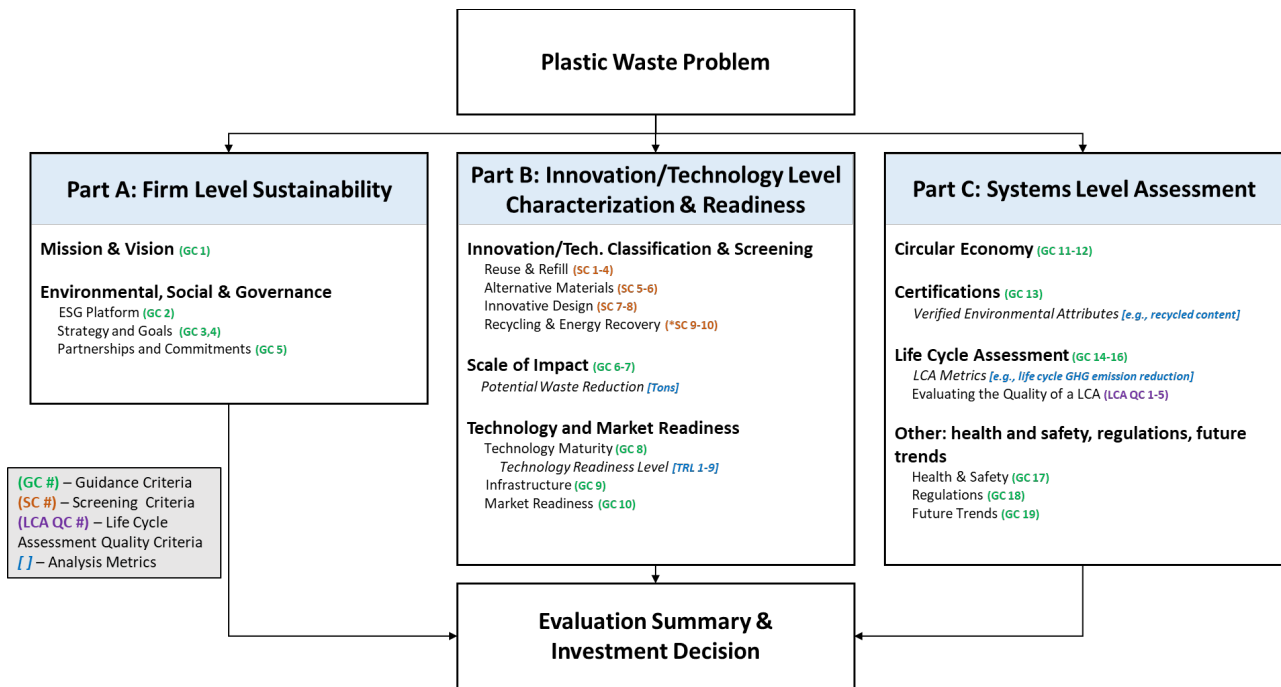 Plastic Waste Problem
Part A: Firm Level Sustainability
Mission & Vision (GC 1)
Environmental, Social & Governance
ESG Platform (GC 2)
Strategy and Goals (GC 3,4)
Partnerships and Commitments (GC 5)
Part B: Innovation/Technology Level
Characterization & Readiness
Innovation/Tech. Classification & Screening
Reuse & Refill (SC 1-4)
Alternative Materials (SC 5-6)
Innovative Design (SC 7-8)
Recycling & Energy Recovery (*SC 9-10)
Scale of Impact (GC 6-7)
Potential Waste Reduction [Tons]
Technology and Market Readiness
Technology Maturity (GC 8)
Technology Readiness Level [TRL 1-9]
Infrastructure (GC 9)
Market Readiness (GC 10)
Part C: Systems Level Assessment
Circular Economy (GC 11-12)
Certifications (GC 13)
Verified Environmental Attributes [e.g., recycled content]
Life Cycle Assessment (GC 14-16)
LCA Metrics [e.g., life cycle GHG emission reduction]
Evaluating the Quality of a LCA (LCA QC 1-5)
Other: health and safety, regulations, future
trends
Health & Safety (GC 17)
Regulations (GC 18)
Future Trends (GC 19)
(GC #) – Guidance Criteria
(SC #) – Screening Criteria
(LCA QC #) – Life Cycle
Assessment Quality Criteria
[ ] – Analysis Metrics
Evaluation Summary &
Investment Decision